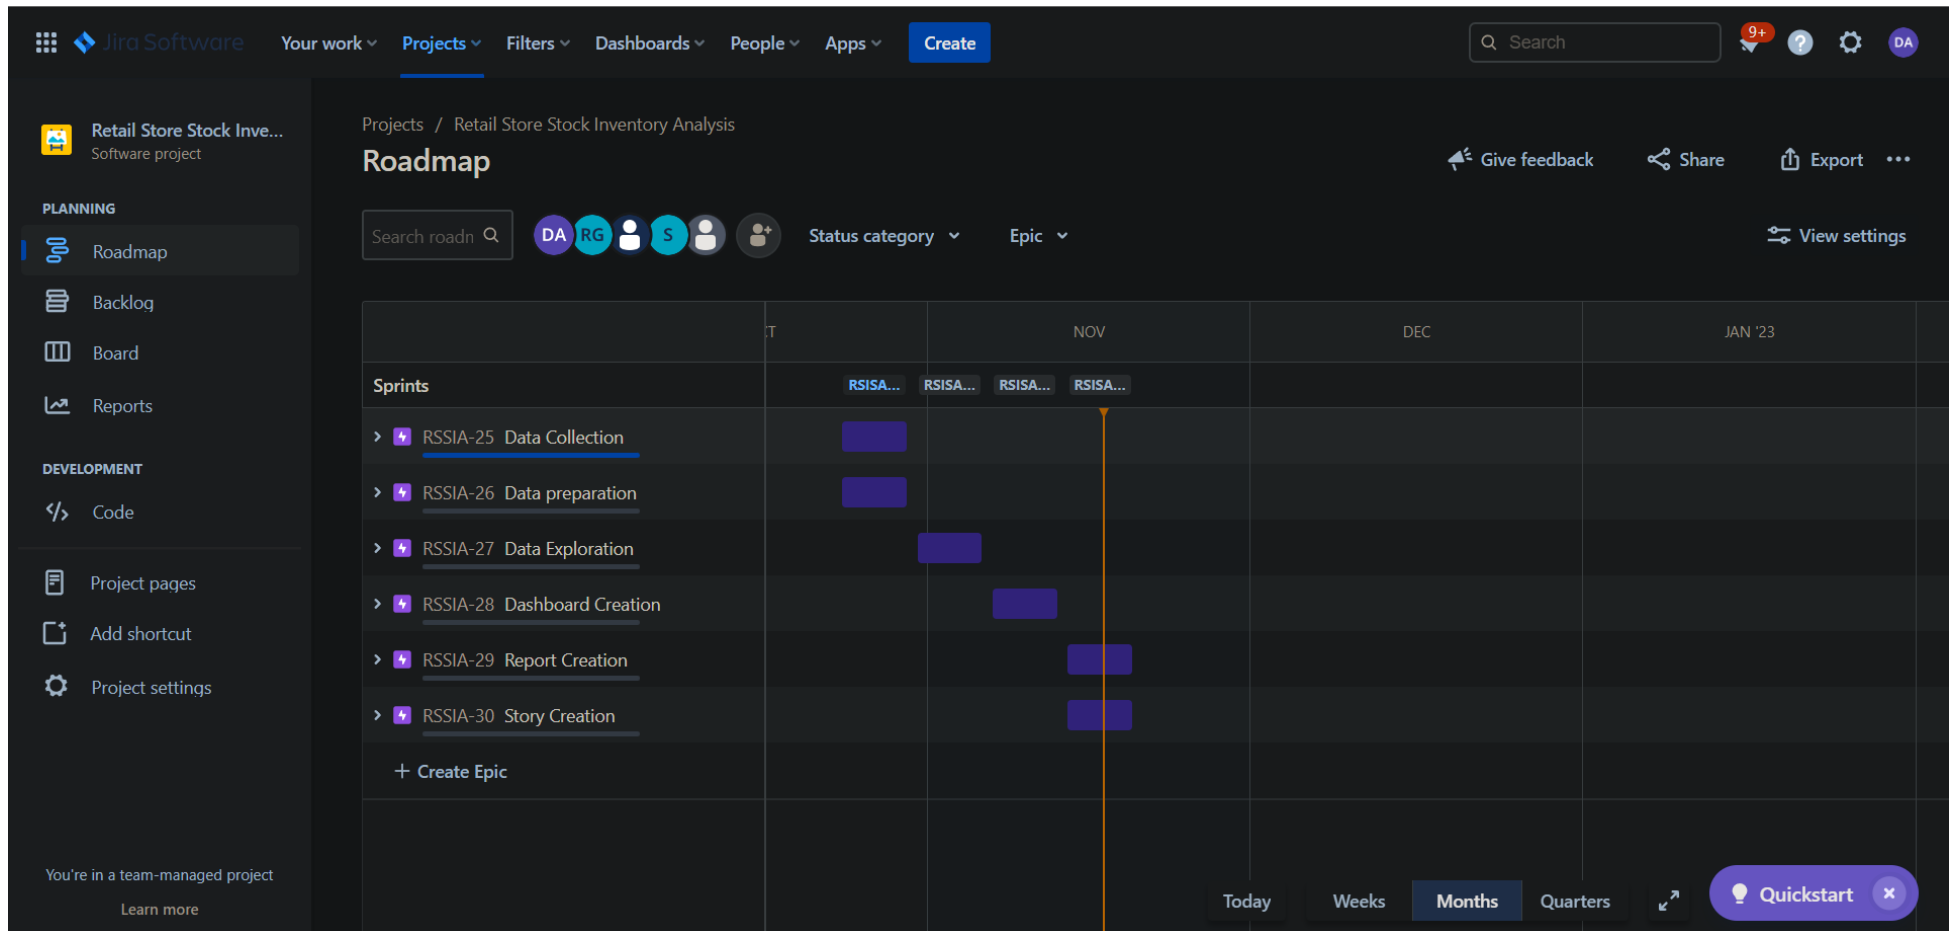 Jira Software
Your work
Projects
Filters
Dashboards
People
Apps
Create
Search
9+
?
DA
Retail Store Stock Inve...
Software project
PLANNING
Roadmap
Backlog
Board
Reports
DEVELOPMENT
Code
Project pages
Add shortcut
Project settings
You're in a team-managed project
Learn more
Projects / Retail Store Stock Inventory Analysis
Roadmap
Give feedback
Share
Export
Search roadn
DA
RG
S
Status category
Epic
View settings
CT
NOV
DEC
JAN '23
Sprints
RSISA...
RSISA...
RSISA...
RSISA...
RSSIA-25 Data Collection
RSSIA-26 Data preparation
RSSIA-27 Data Exploration
RSSIA-28 Dashboard Creation
RSSIA-29 Report Creation
RSSIA-30 Story Creation
+ Create Epic
Today
Weeks
Months
Quarters
Quickstart